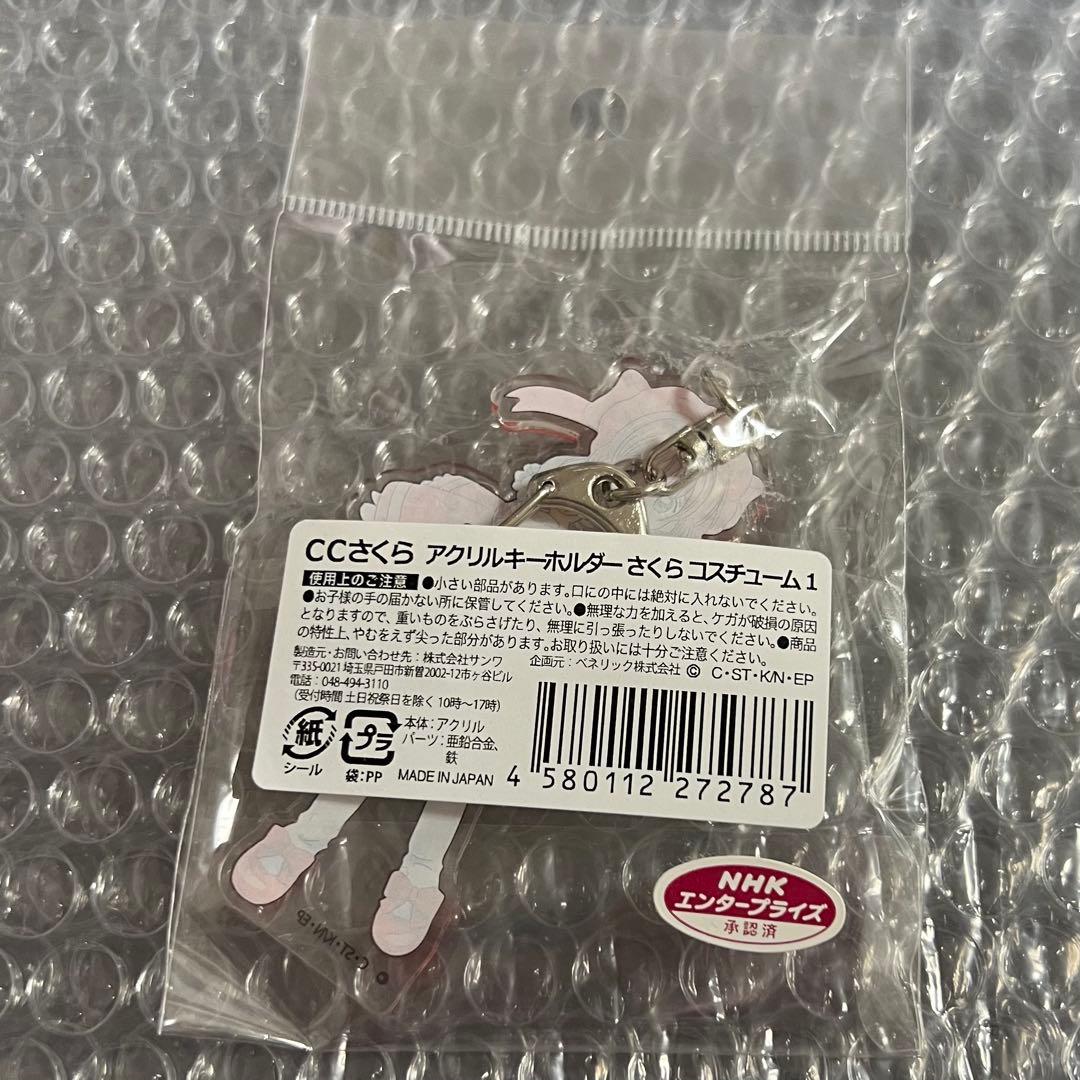 CCさくら アクリルキーホルダー さくら コスチューム 1
使用上のご注意 ●小さい部品があります。口にの中には絶対に入れないでください。
●お子様の手の届かない所に保管してください。●無理な力を加えると、ケガが破損の原因
となりますので、重いものをぶらさげたり、無理に引っ張ったりしないでください。●商品
の特性上、やむをえず尖った部分があります。お取り扱いには十分ご注意ください。
製造元・お問い合わせ先：株式会社サンワ 企画元：ベネリック株式会社 © C・ST・K/N・EP
〒335-0021 埼玉県戸田市新曽2002-12市ヶ谷ビル
電話：048-494-3110
（受付時間 土日祝祭日を除く 10時〜17時）
紙
シール
プラ
袋：PP
本体：アクリル
パーツ：亜鉛合金、
鉄
MADE IN JAPAN
4 580112 272787
NHK
エンタープライズ
承認済
© C・ST・K/N・EP